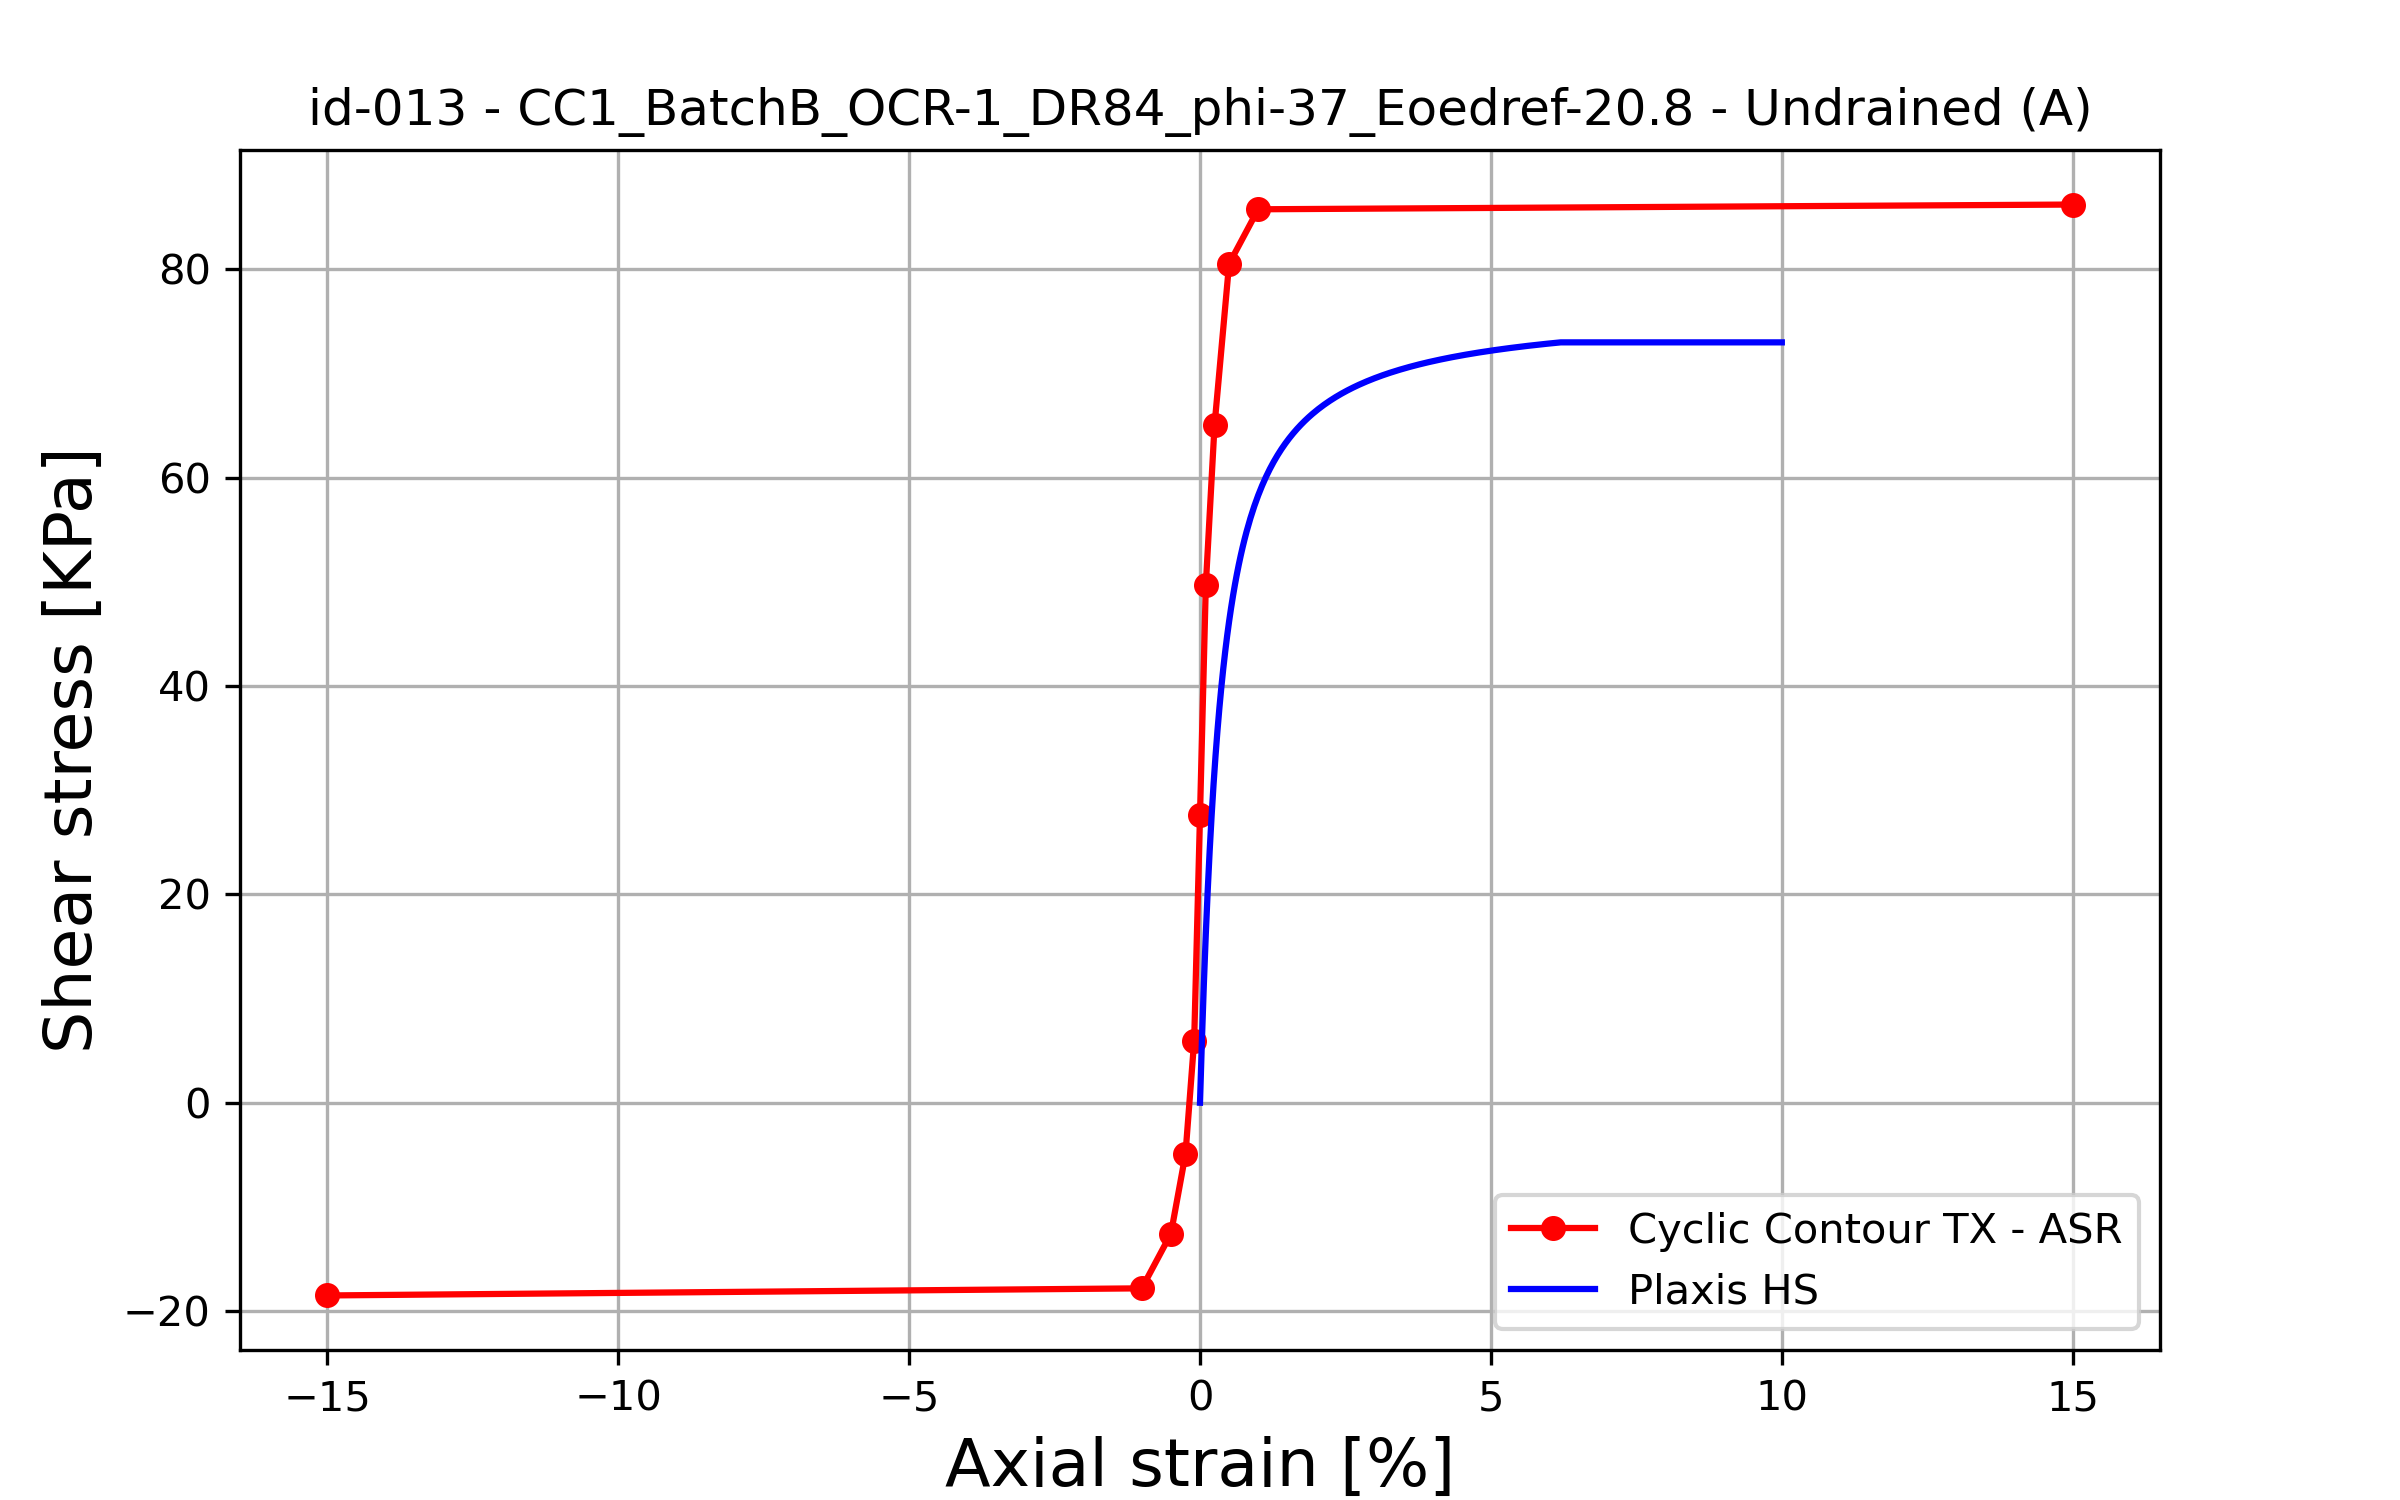 id-013 - CC1_BatchB_OCR-1_DR84_phi-37_Eoedref-20.8 - Undrained (A)
Shear stress [KPa]
80
60
40
20
0
−20
Cyclic Contour TX - ASR
Plaxis HS
−15 −10 −5 0 5 10 15
Axial strain [%]